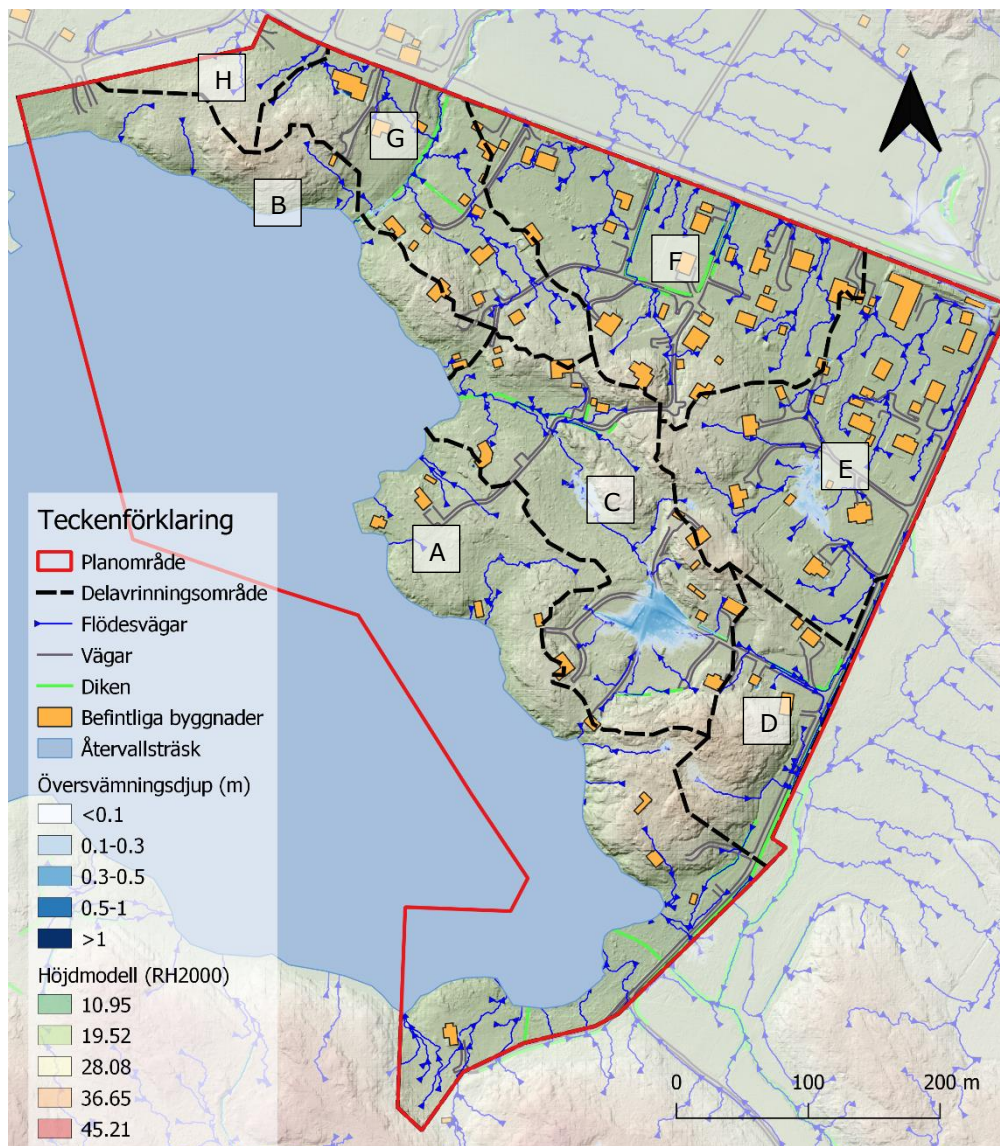 H
G
B
F
E
C
A
D
Teckenförklaring
Planområde
Delavrinningsområde
Flödesvägar
Vägar
Diken
Befintliga byggnader
Återvallsträsk
Översvämningsdjup (m)
<0.1
0.1-0.3
0.3-0.5
0.5-1
>1
Höjdmodell (RH2000)
10.95
19.52
28.08
36.65
45.21
0 100 200 m